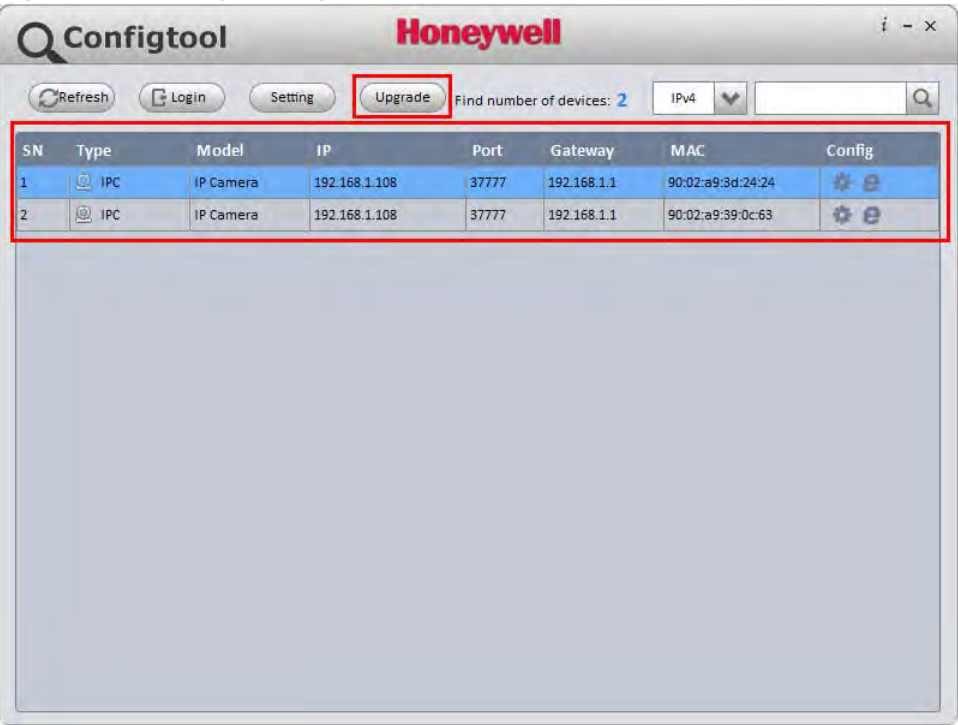 Configtool Honeywell i - x
Refresh Login Setting Upgrade Find number of devices: 2 IPv4
SN Type Model IP Port Gateway MAC Config
1 IPC IP Camera 192.168.1.108 37777 192.168.1.1 90:02:a9:3d:24:24
2 IPC IP Camera 192.168.1.108 37777 192.168.1.1 90:02:a9:39:0c:63